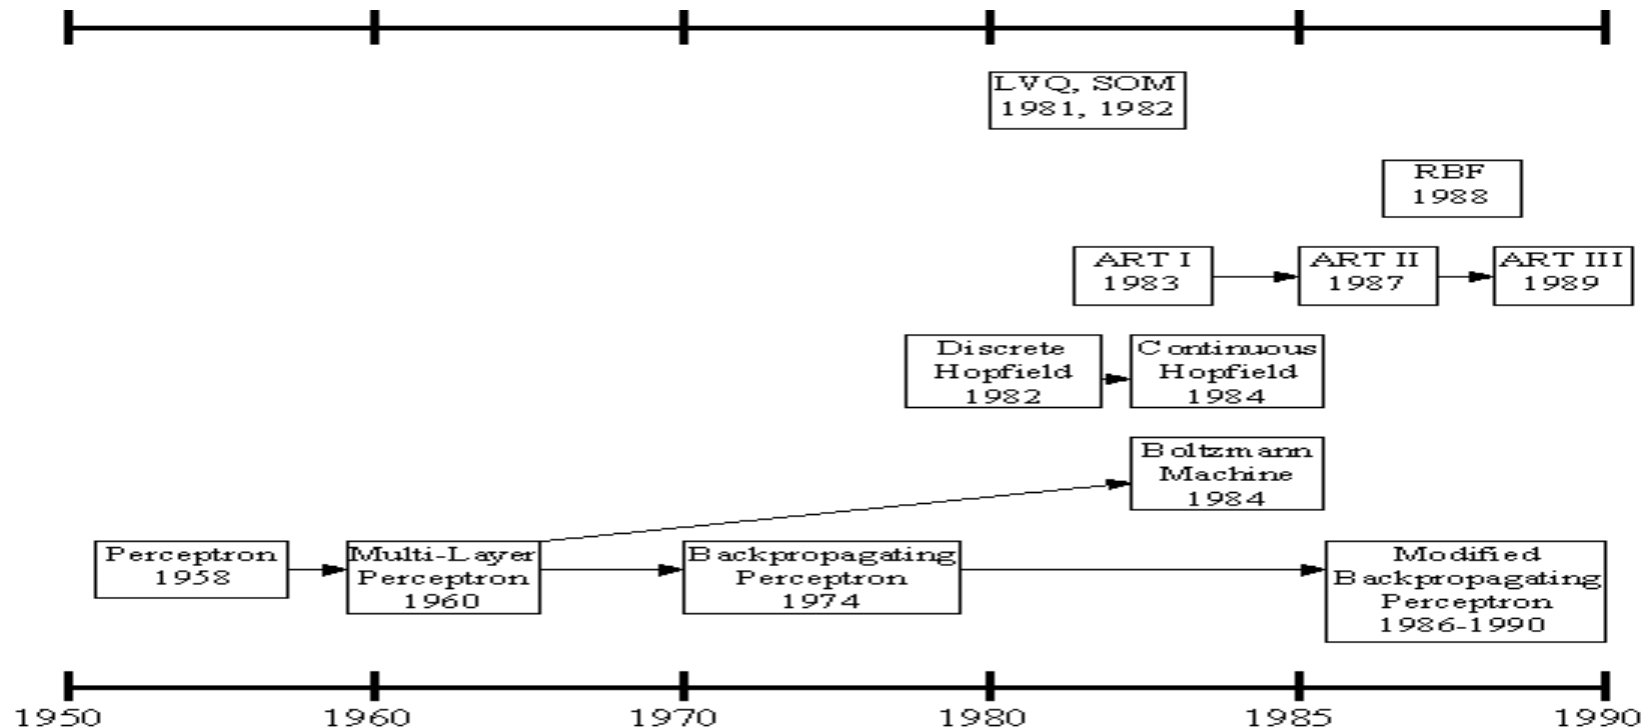 LVQ, SOM
1981, 1982
RBF
1988
ART I
1983
ART II
1987
ART III
1989
Discrete
Hopfield
1982
Continuous
Hopfield
1984
Boltzmann
Machine
1984
Perceptron
1958
Multi-Layer
Perceptron
1960
Backpropagating
Perceptron
1974
Modified
Backpropagating
Perceptron
1986-1990
1950
1960
1970
1980
1985
1990